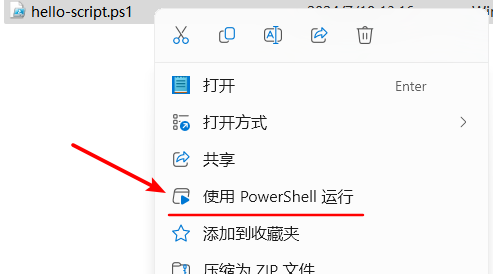 hello-script.ps1
打开 Enter
打开方式
共享
使用 PowerShell 运行
添加到收藏夹
压缩为 ZIP 文件